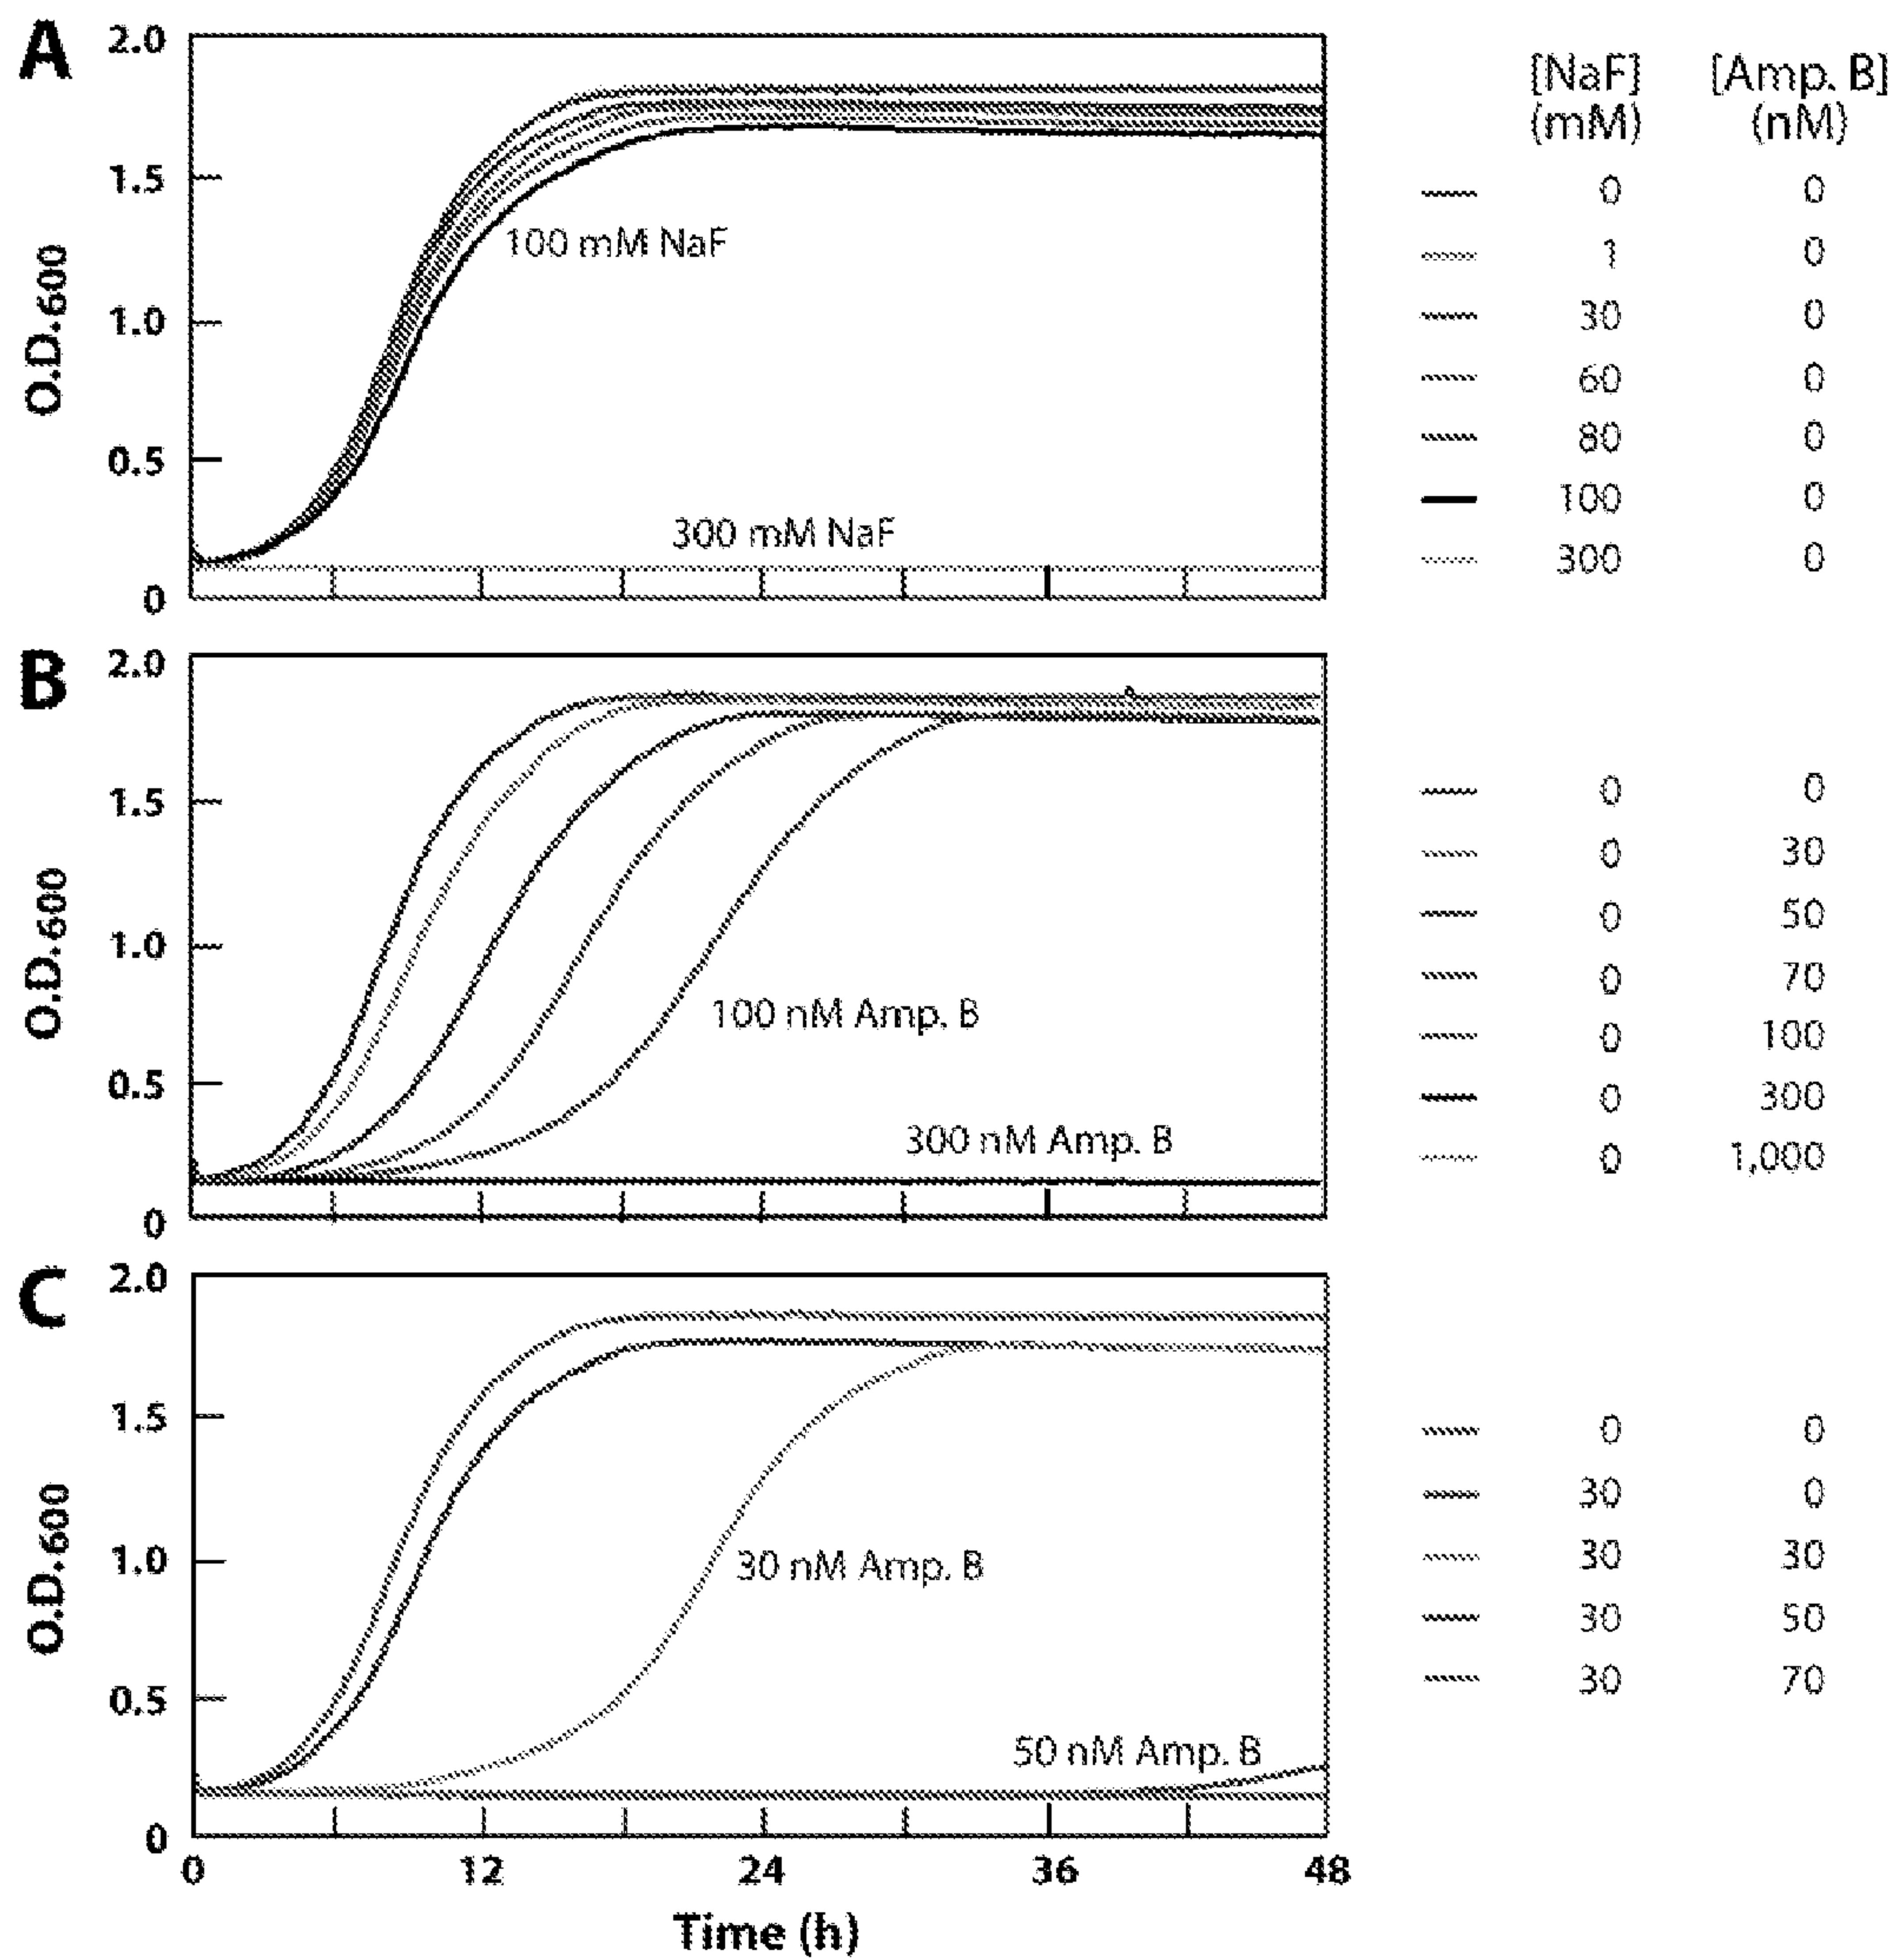 A
2.0
1.5
1.0
0.5
0
O.D.600
100 mM NaF
300 mM NaF
[NaF] [Amp. B]
(mM) (nM)
0 0
1 0
30 0
60 0
80 0
100 0
300 0
B
2.0
1.5
1.0
0.5
0
O.D.600
100 nM Amp. B
300 nM Amp. B
0 0
0 30
0 50
0 70
0 100
0 300
0 1,000
C
2.0
1.5
1.0
0.5
0
O.D.600
30 nM Amp. B
50 nM Amp. B
0 0
30 0
30 30
30 50
30 70
0 12 24 36 48
Time (h)